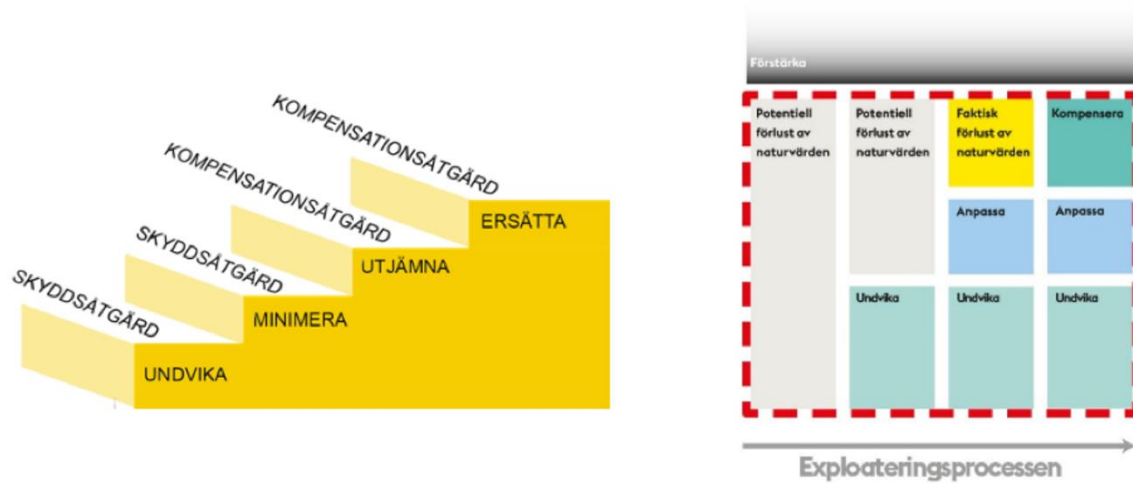 KOMPENSATIONSÅTGÄRD
KOMPENSATIONSÅTGÄRD
SKYDDSÅTGÄRD
SKYDDSÅTGÄRD
ERSÄTTA
UTJÄMNA
MINIMERA
UNDVIKA
Förstärka
Potentiell
förlust av
naturvärden
Potentiell
förlust av
naturvärden
Faktisk
förlust av
naturvärden
Kompensera
Anpassa
Anpassa
Undvika
Undvika
Undvika
Exploateringsprocessen